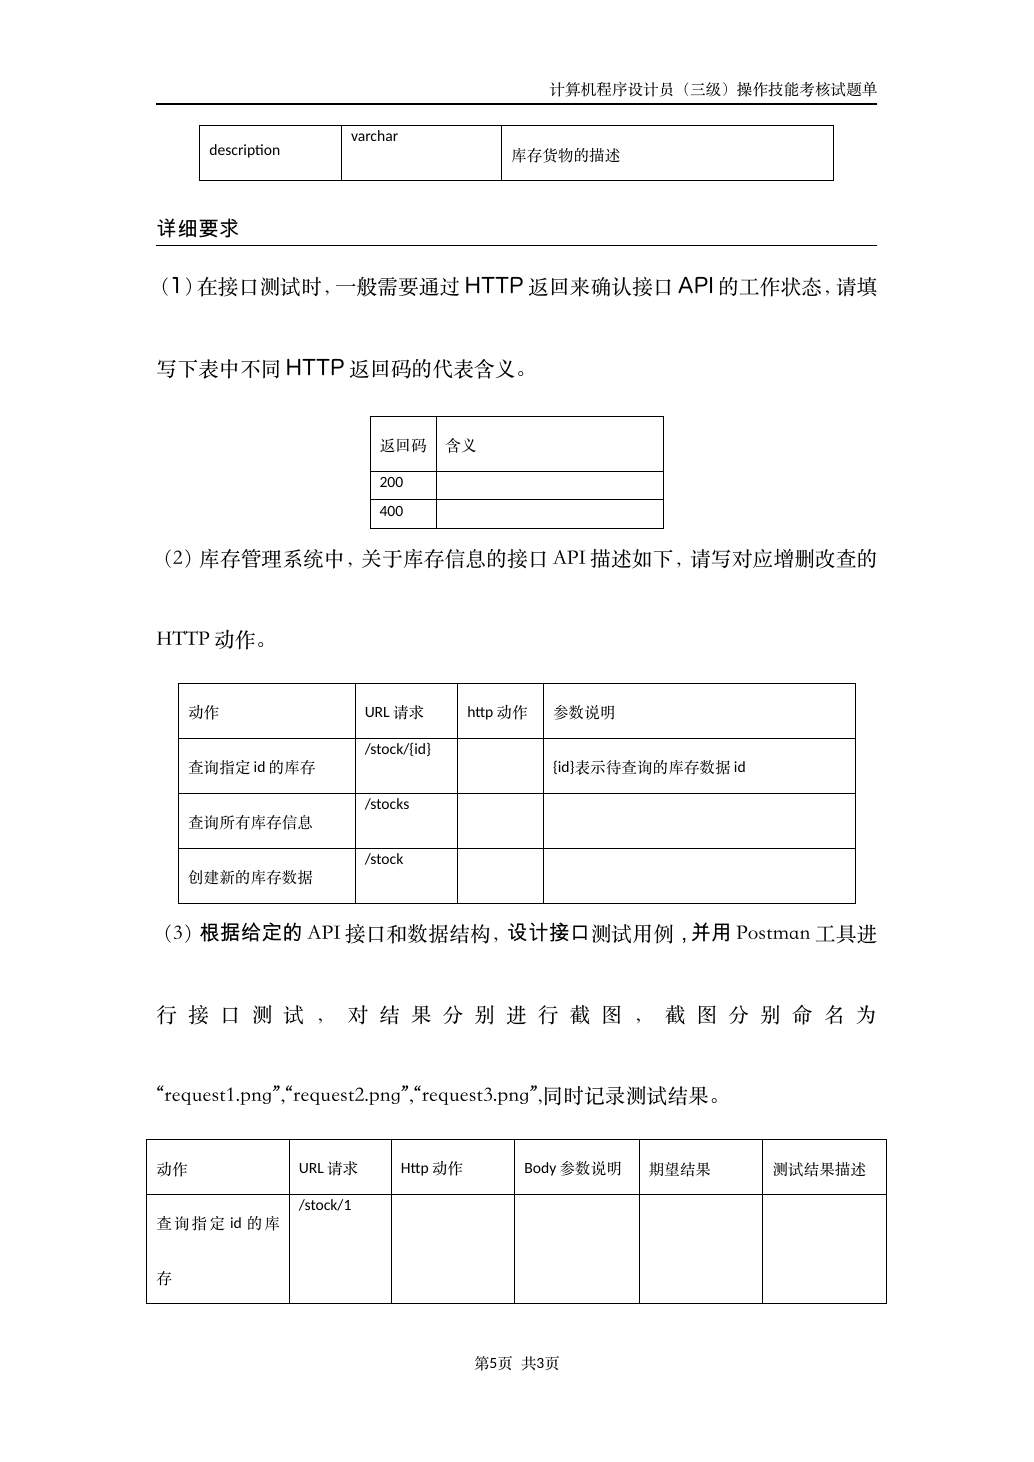 计算机程序设计员（三级）操作技能考核试题单
description varchar 库存货物的描述
详细要求
（1）在接口测试时，一般需要通过 HTTP 返回来确认接口 API 的工作状态，请填
写下表中不同 HTTP 返回码的代表含义。
返回码 含义
200
400
（2）库存管理系统中，关于库存信息的接口 API 描述如下，请写对应增删改查的
HTTP 动作。
动作 URL 请求 http 动作 参数说明
查询指定 id 的库存 /stock/{id} {id}表示待查询的库存数据 id
查询所有库存信息 /stocks
创建新的库存数据 /stock
（3）根据给定的 API 接口和数据结构，设计接口测试用例，并用 Postman 工具进
行接口测试，对结果分别进行截图，截图分别命名为
“request1.png”,“request2.png”,“request3.png”,同时记录测试结果。
动作 URL 请求 Http 动作 Body 参数说明 期望结果 测试结果描述
查询指定 id 的库 /stock/1
存
第5页 共3页